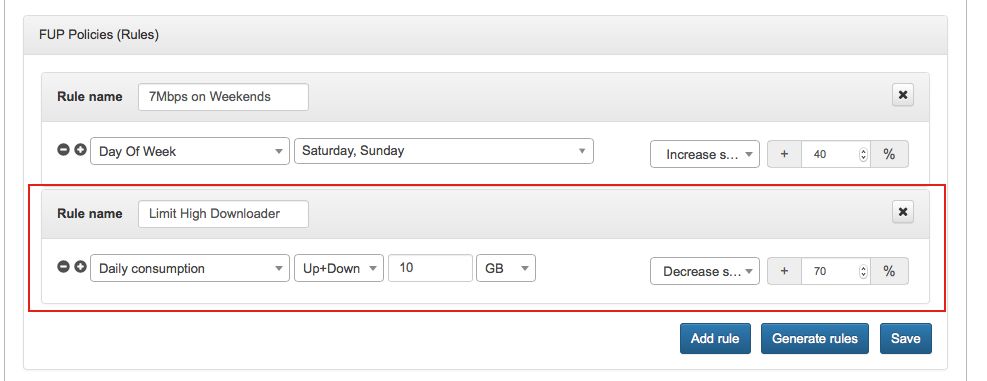 FUP Policies (Rules)
Rule name 7Mbps on Weekends
Day Of Week Saturday, Sunday Increase s... + 40 %
Rule name Limit High Downloader
Daily consumption Up+Down 10 GB Decrease s... + 70 %
Add rule Generate rules Save